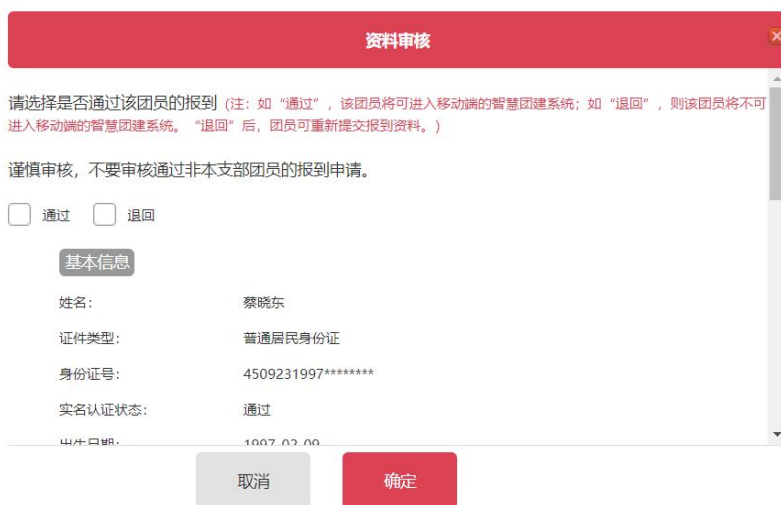 资料审核
请选择是否通过该团员的报到 (注：如“通过”，该团员将可进入移动端的智慧团建系统；如“退回”，则该团员将不可
进入移动端的智慧团建系统。“退回”后，团员可重新提交报到资料。)
谨慎审核，不要审核通过非本支部团员的报到申请。
通过 退回
基本信息
姓名： 蔡晓东
证件类型： 普通居民身份证
身份证号： 4509231997********
实名认证状态： 通过
出生日期： 1997-02-09
取消 确定